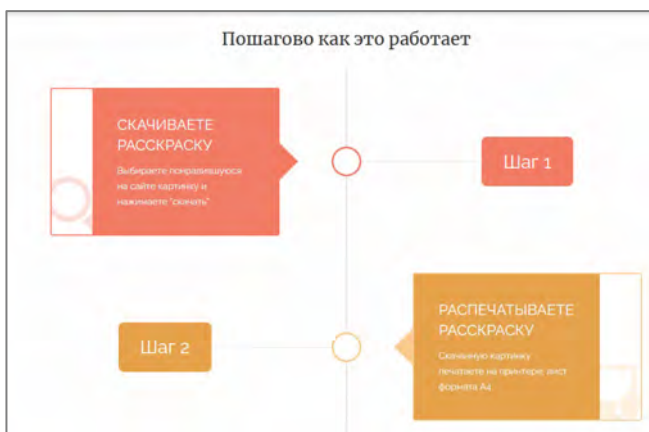 Пошагово как это работает
СКАЧИВАЕТЕ
РАССКРАСКУ
Выбираете понравившуюся
на сайте картинку и
нажимаете "скачать"
Шаг 1
Шаг 2
РАСПЕЧАТЫВАЕТЕ
РАССКРАСКУ
Скачанную картинку
печатаете на принтере: лист
формата А4